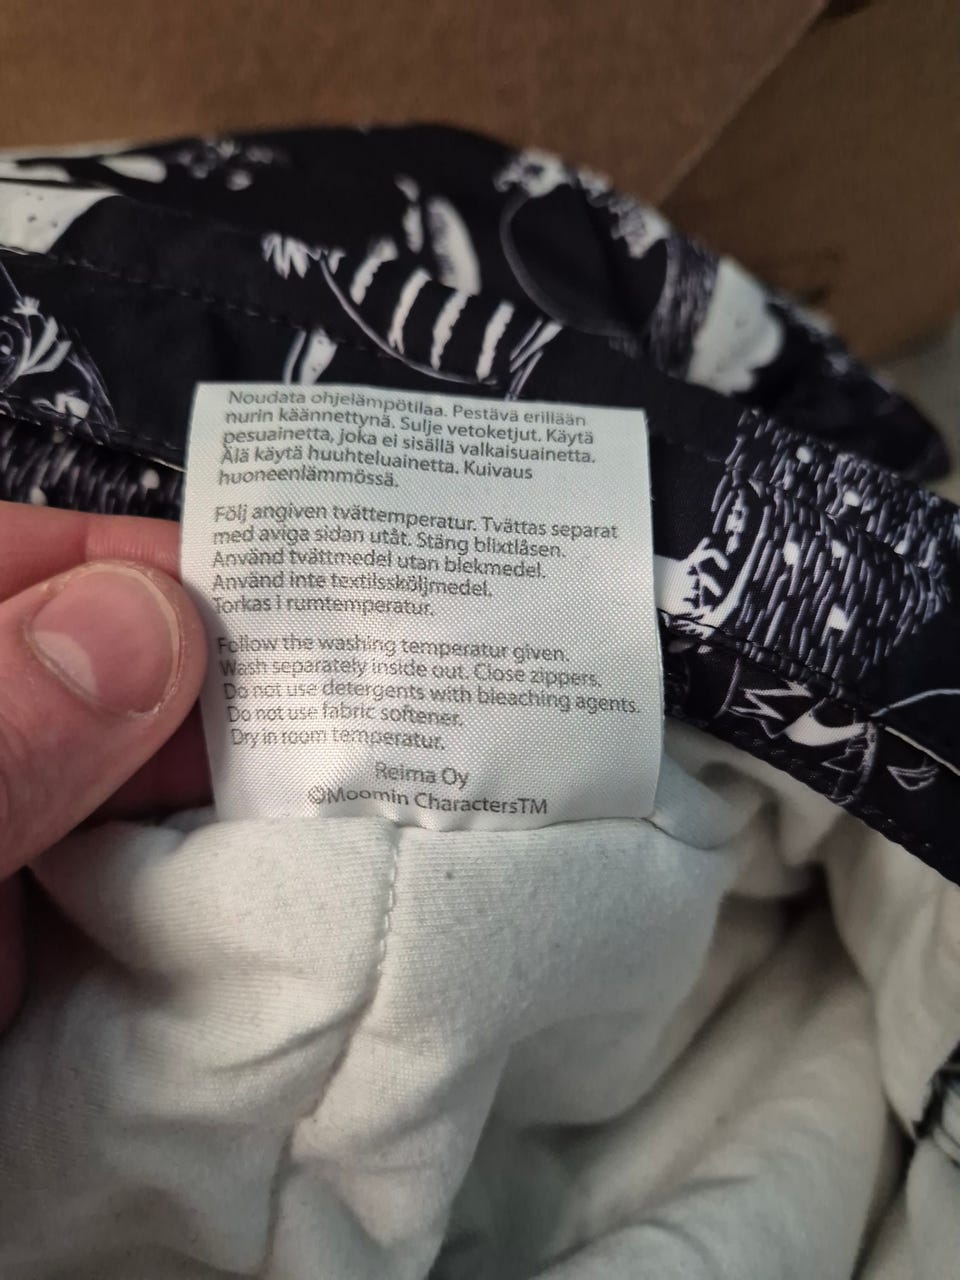 Noudata ohjelämpötilaa. Pestävä erillään
nurin käännettynä. Sulje vetoketjut. Käytä
pesuainetta, joka ei sisällä valkaisuainetta.
Älä käytä huuhteluainetta. Kuivaus
huoneenlämmössä.
Följ angiven tvättemperatur. Tvättas separat
med aviga sidan utåt. Stäng blixtlåsen.
Använd tvättmedel utan blekmedel.
Använd inte textilssköljmedel.
Torkas I rumtemperatur.
Follow the washing temperatur given.
Wash separately inside out. Close zippers.
Do not use detergents with bleaching agents.
Do not use fabric softener.
Dry in room temperatur.
Reima Oy
©Moomin CharactersTM